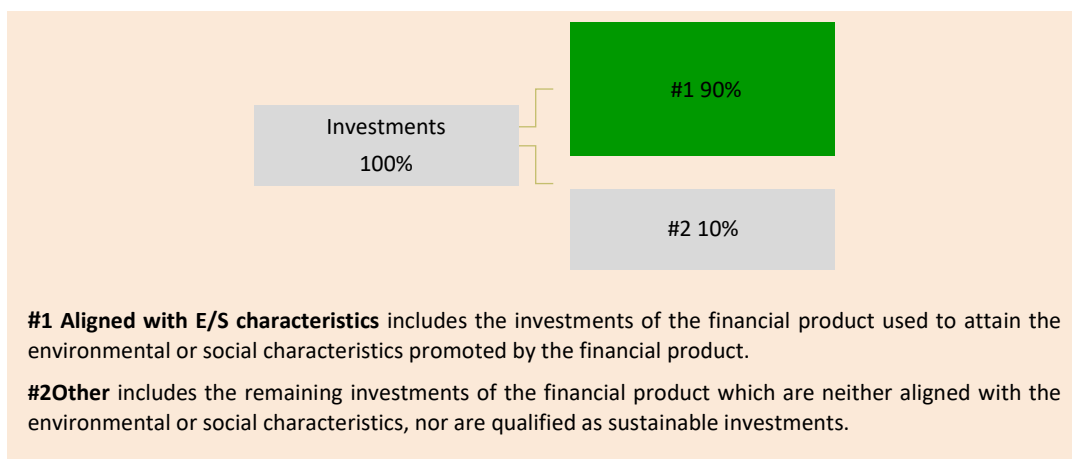 #1 90%
Investments
100%
#2 10%
#1 Aligned with E/S characteristics includes the investments of the financial product used to attain the
environmental or social characteristics promoted by the financial product.
#2Other includes the remaining investments of the financial product which are neither aligned with the
environmental or social characteristics, nor are qualified as sustainable investments.